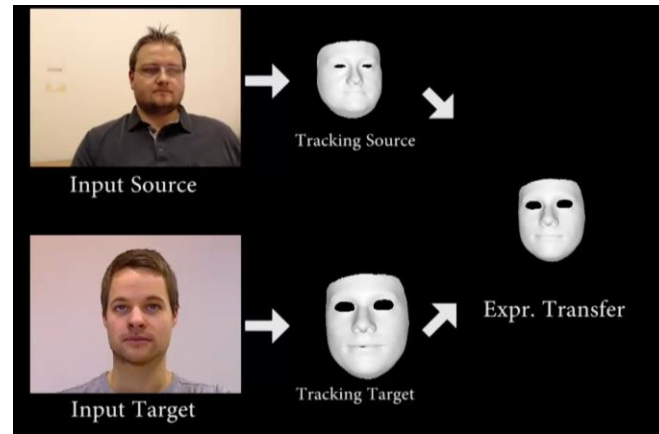 Input Source
Tracking Source
Expr. Transfer
Input Target
Tracking Target